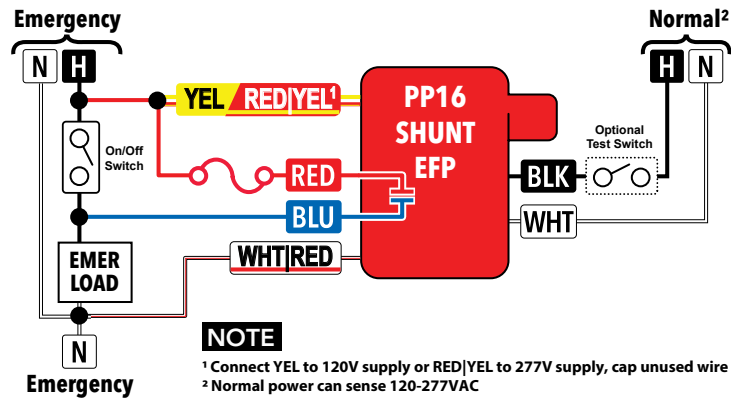 Emergency
Normal²
N H
H N
YEL RED|YEL¹
PP16
SHUNT
EFP
On/Off
Switch
Optional
Test Switch
RED
BLK
BLU
WHT
EMER
LOAD
WHT|RED
N
Emergency
NOTE
¹ Connect YEL to 120V supply or RED|YEL to 277V supply, cap unused wire
² Normal power can sense 120-277VAC